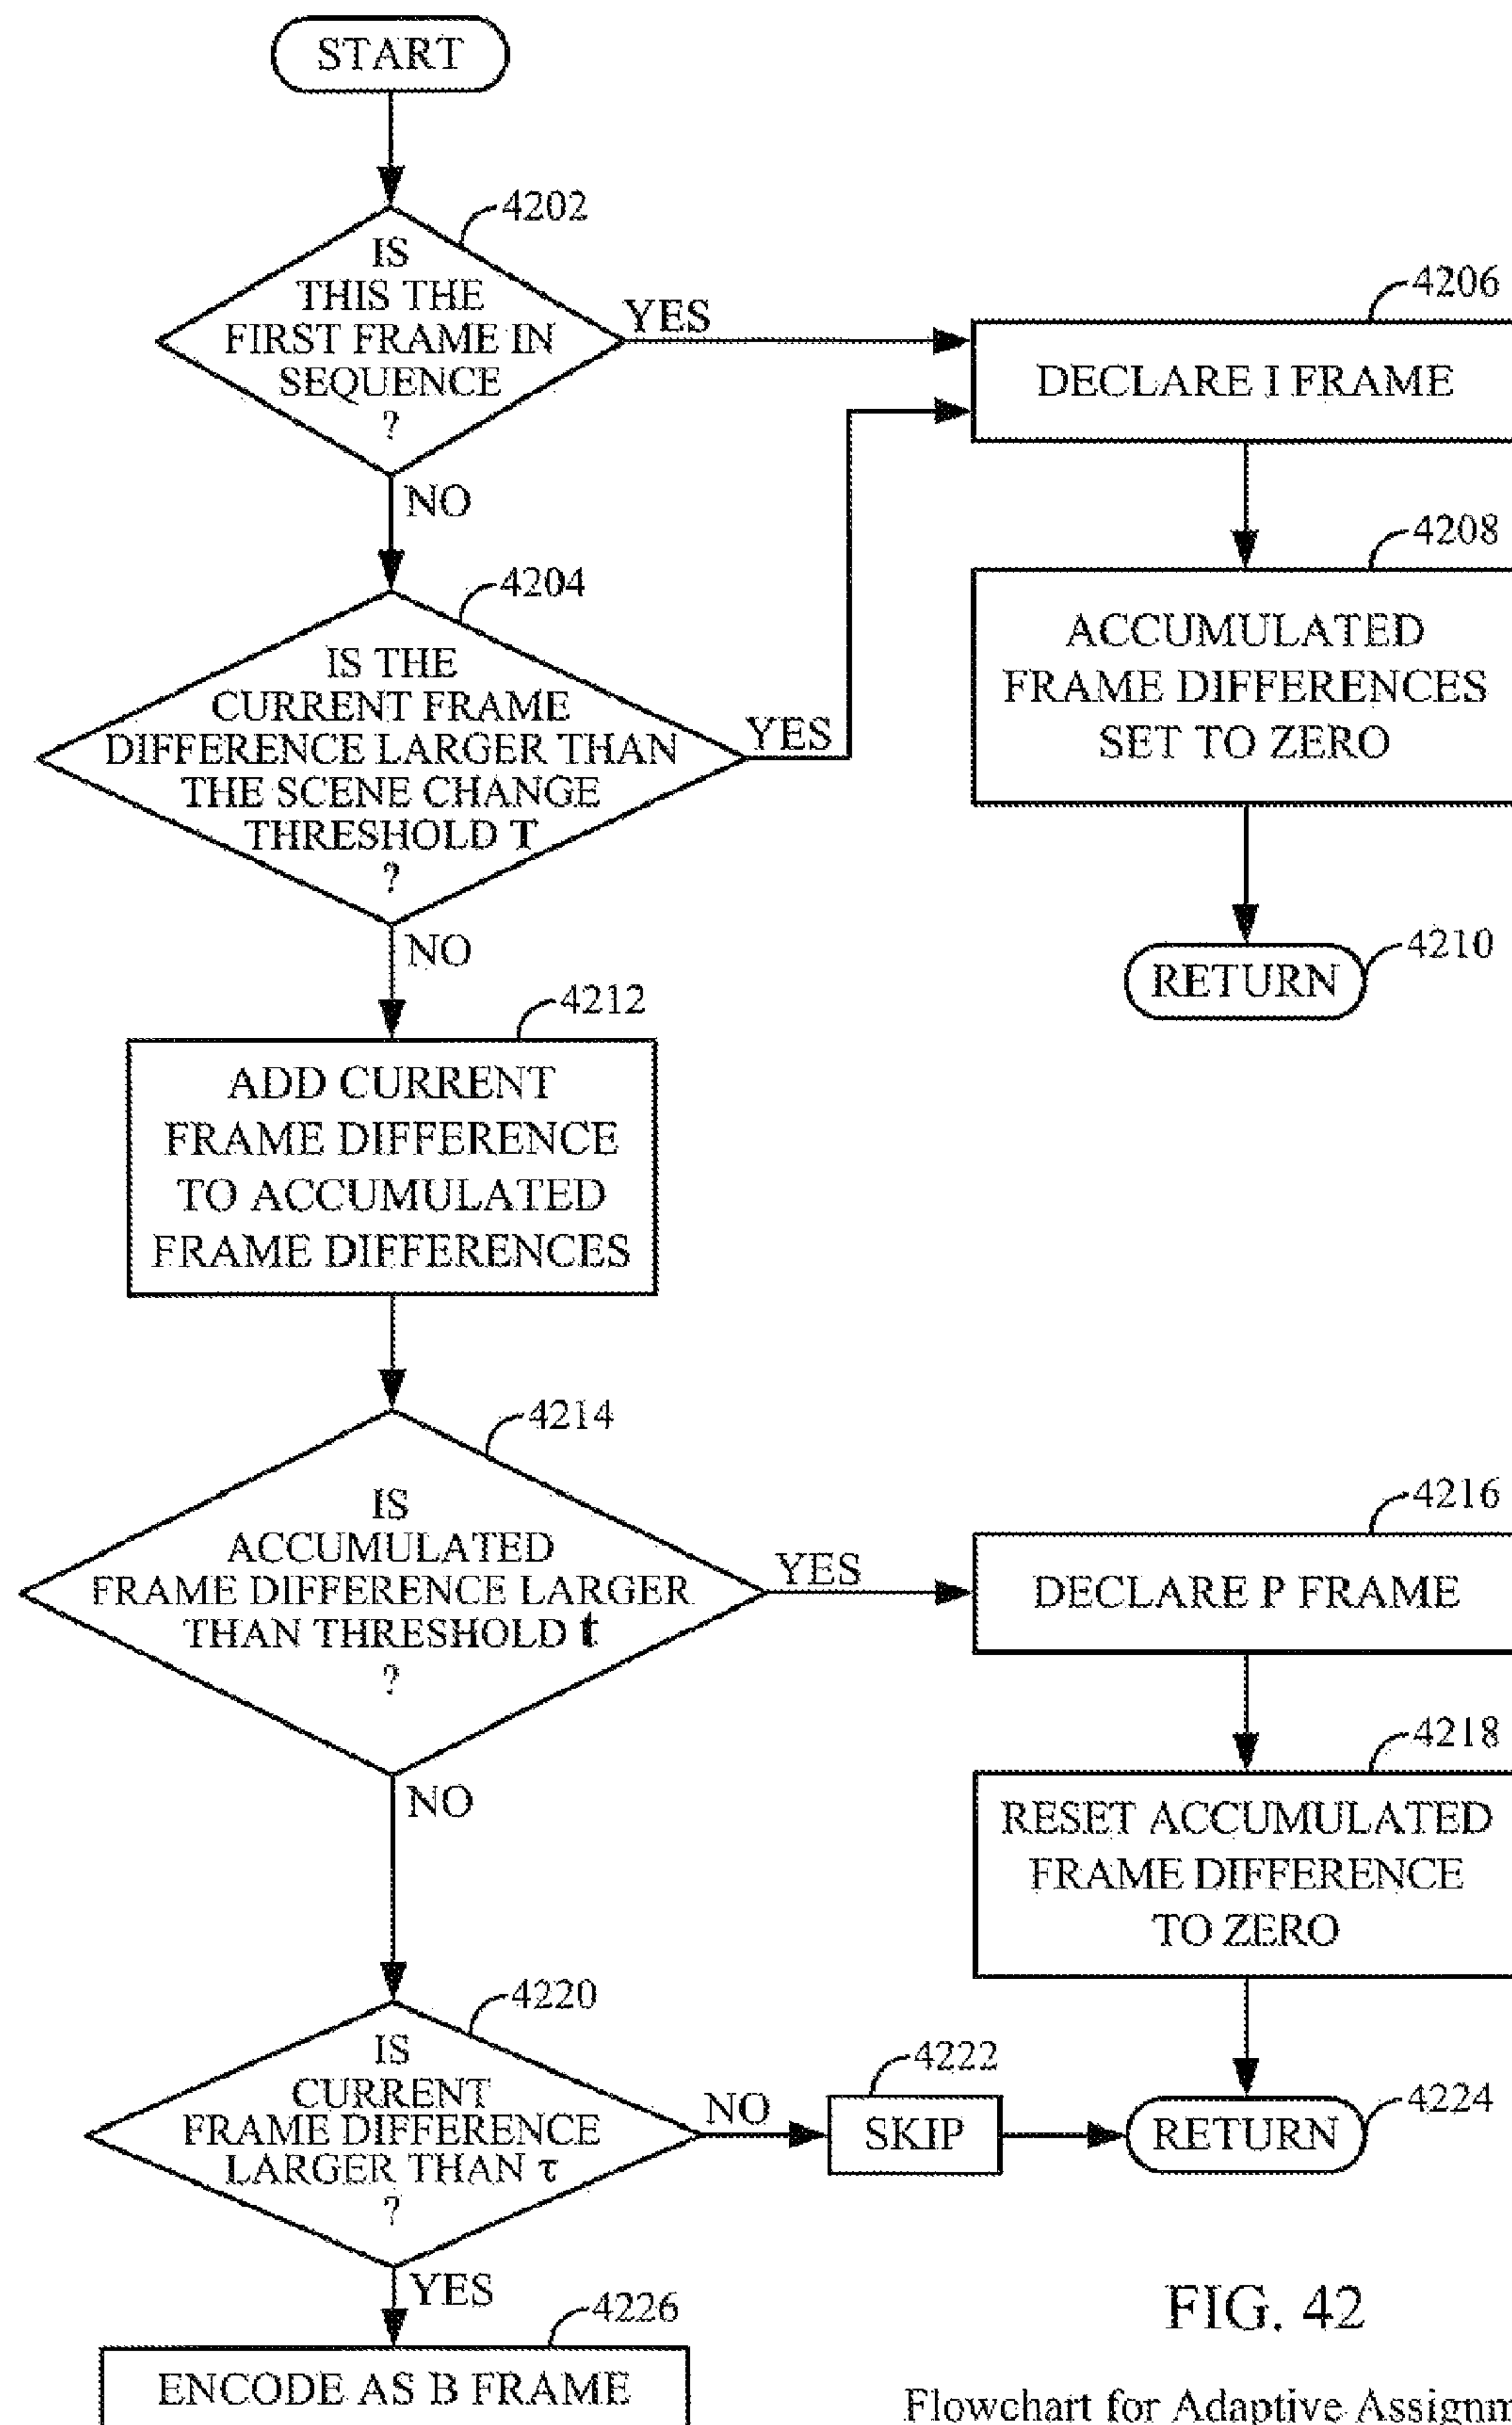 START
4202
IS
THIS THE
FIRST FRAME IN
SEQUENCE
?
YES
NO
4206
DECLARE I FRAME
4204
IS THE
CURRENT FRAME
DIFFERENCE LARGER THAN
THE SCENE CHANGE
THRESHOLD T
?
YES
NO
4208
ACCUMULATED
FRAME DIFFERENCES
SET TO ZERO
4210
RETURN
4212
ADD CURRENT
FRAME DIFFERENCE
TO ACCUMULATED
FRAME DIFFERENCES
4214
IS
ACCUMULATED
FRAME DIFFERENCE LARGER
THAN THRESHOLD t
?
YES
NO
4216
DECLARE P FRAME
4218
RESET ACCUMULATED
FRAME DIFFERENCE
TO ZERO
4220
IS
CURRENT
FRAME DIFFERENCE
LARGER THAN τ
?
NO
YES
4222
SKIP
4224
RETURN
4226
ENCODE AS B FRAME
FIG. 42
Flowchart for Adaptive